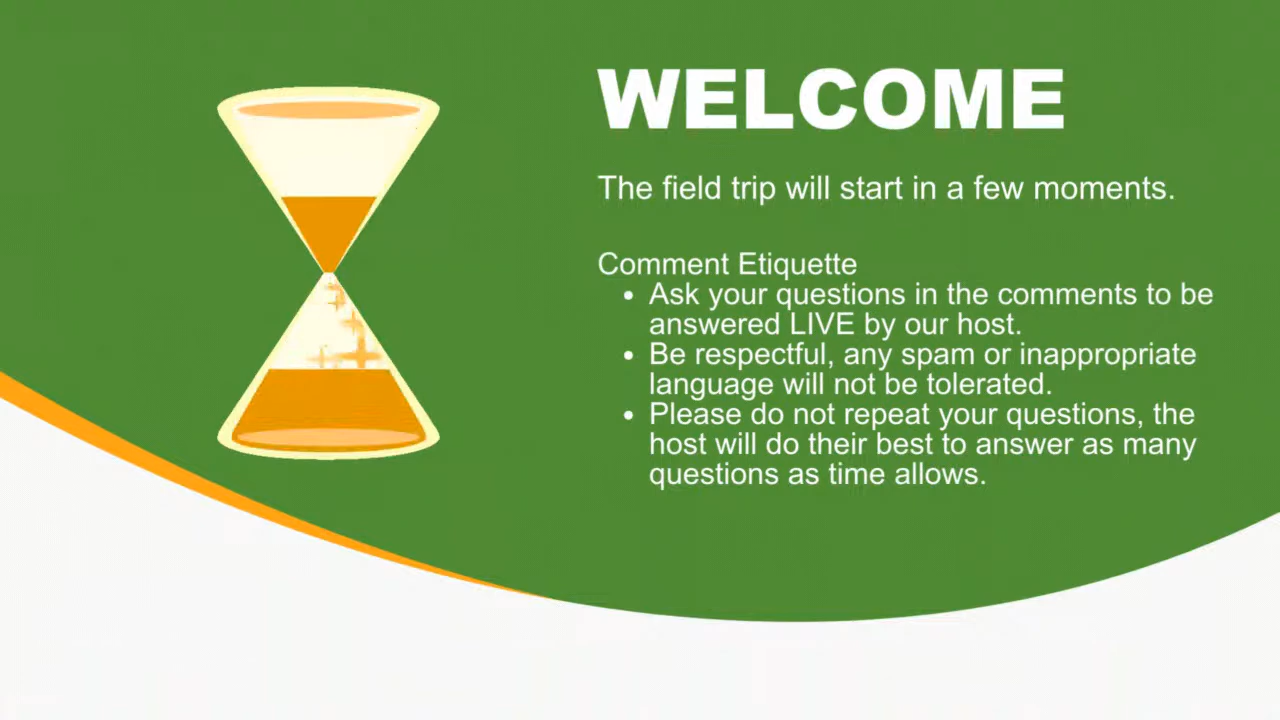 WELCOME
The field trip will start in a few moments.
Comment Etiquette
• Ask your questions in the comments to be
answered LIVE by our host.
• Be respectful, any spam or inappropriate
language will not be tolerated.
• Please do not repeat your questions, the
host will do their best to answer as many
questions as time allows.